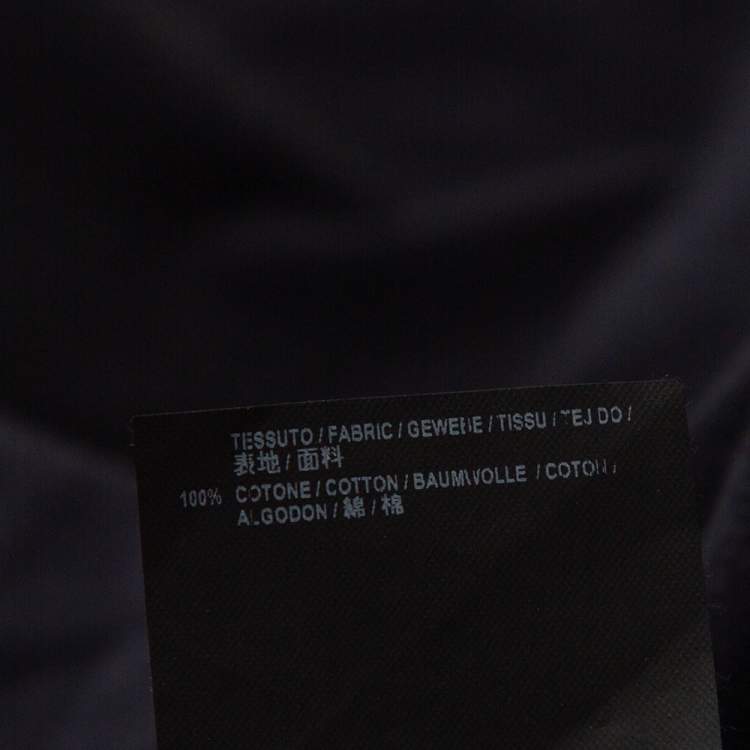 TESSUTO / FABRIC / GEWEBE / TISSU / TEJIDO /
表地 / 面料
100% COTONE / COTTON / BAUMWOLLE / COTON /
ALGODON / 綿 / 棉